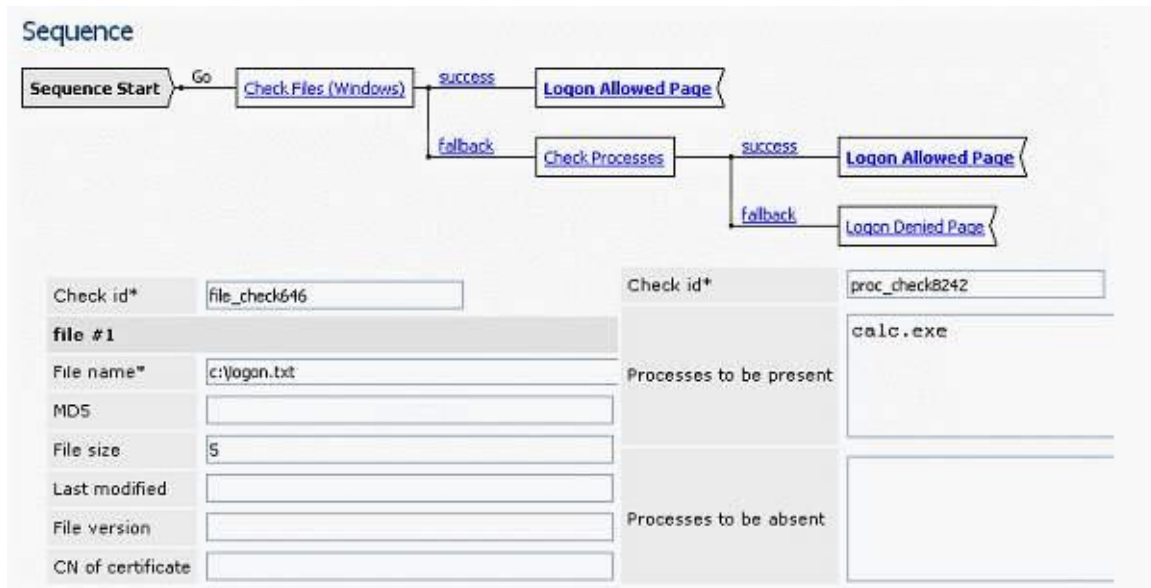 Sequence
Sequence Start
Go
Check Files (Windows)
success
Logon Allowed Page
fallback
Check Processes
success
Logon Allowed Page
fallback
Logon Denied Page
Check id*
file_check646
file #1
File name*
c:\logon.txt
MD5
File size
5
Last modified
File version
CN of certificate
Check id*
proc_check8242
Processes to be present
calc.exe
Processes to be absent